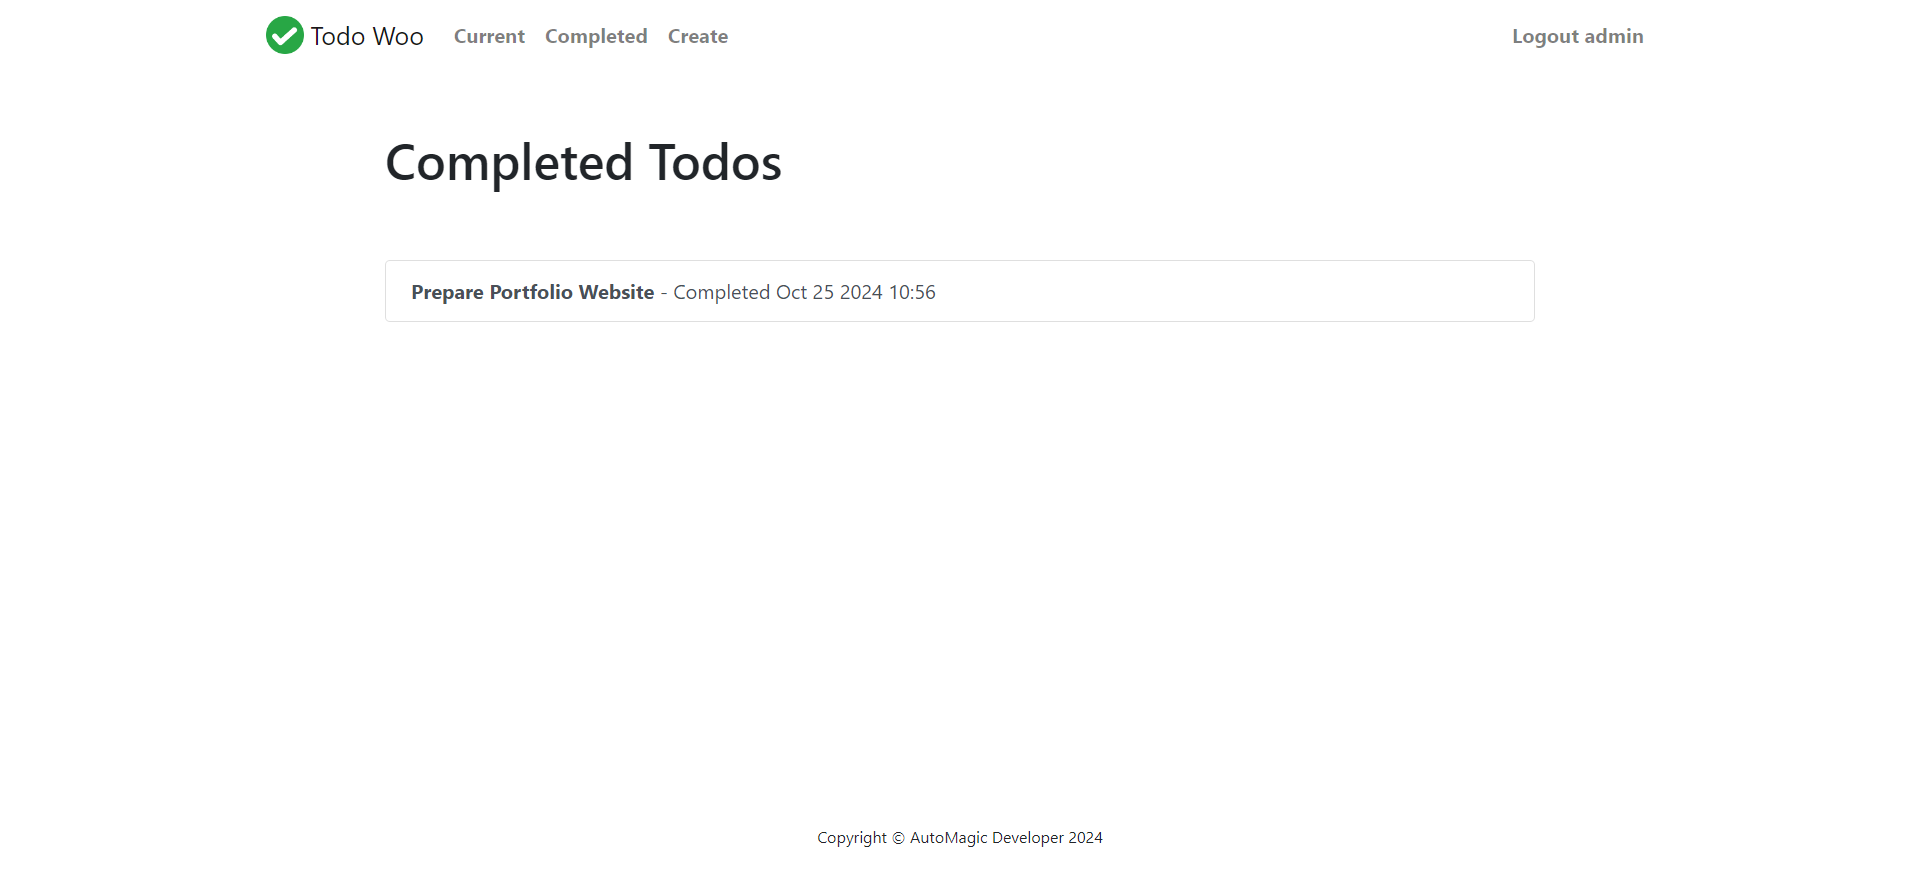 Todo Woo Current Completed Create Logout admin
Completed Todos
Prepare Portfolio Website - Completed Oct 25 2024 10:56
Copyright © AutoMagic Developer 2024